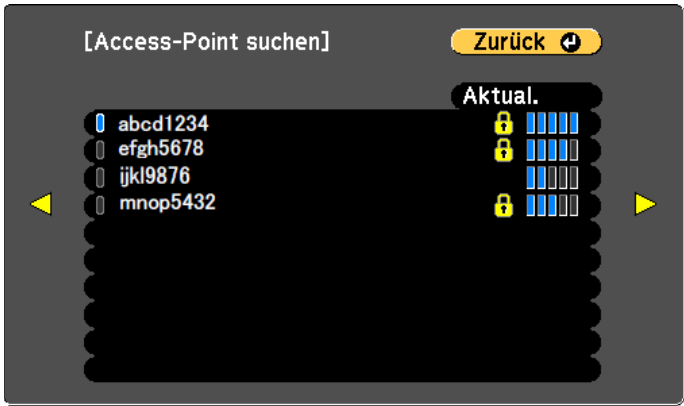 [Access-Point suchen]
Zurück
Aktual.
abcd1234
efgh5678
ijkl9876
mnop5432